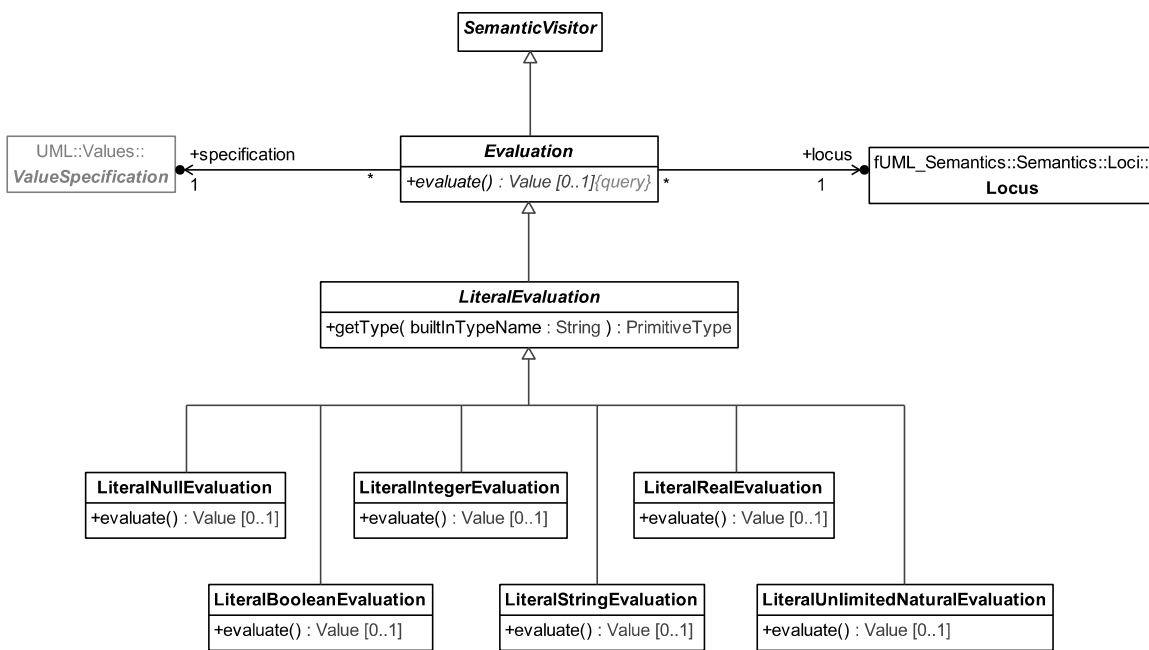 SemanticVisitor
UML::Values::
ValueSpecification
+specification
1
*
Evaluation
+evaluate() : Value [0..1]{query}
*
+locus
1
fUML_Semantics::Semantics::Loci::
Locus
LiteralEvaluation
+getType( builtInTypeName : String ) : PrimitiveType
LiteralNullEvaluation
+evaluate() : Value [0..1]
LiteralIntegerEvaluation
+evaluate() : Value [0..1]
LiteralRealEvaluation
+evaluate() : Value [0..1]
LiteralBooleanEvaluation
+evaluate() : Value [0..1]
LiteralStringEvaluation
+evaluate() : Value [0..1]
LiteralUnlimitedNaturalEvaluation
+evaluate() : Value [0..1]